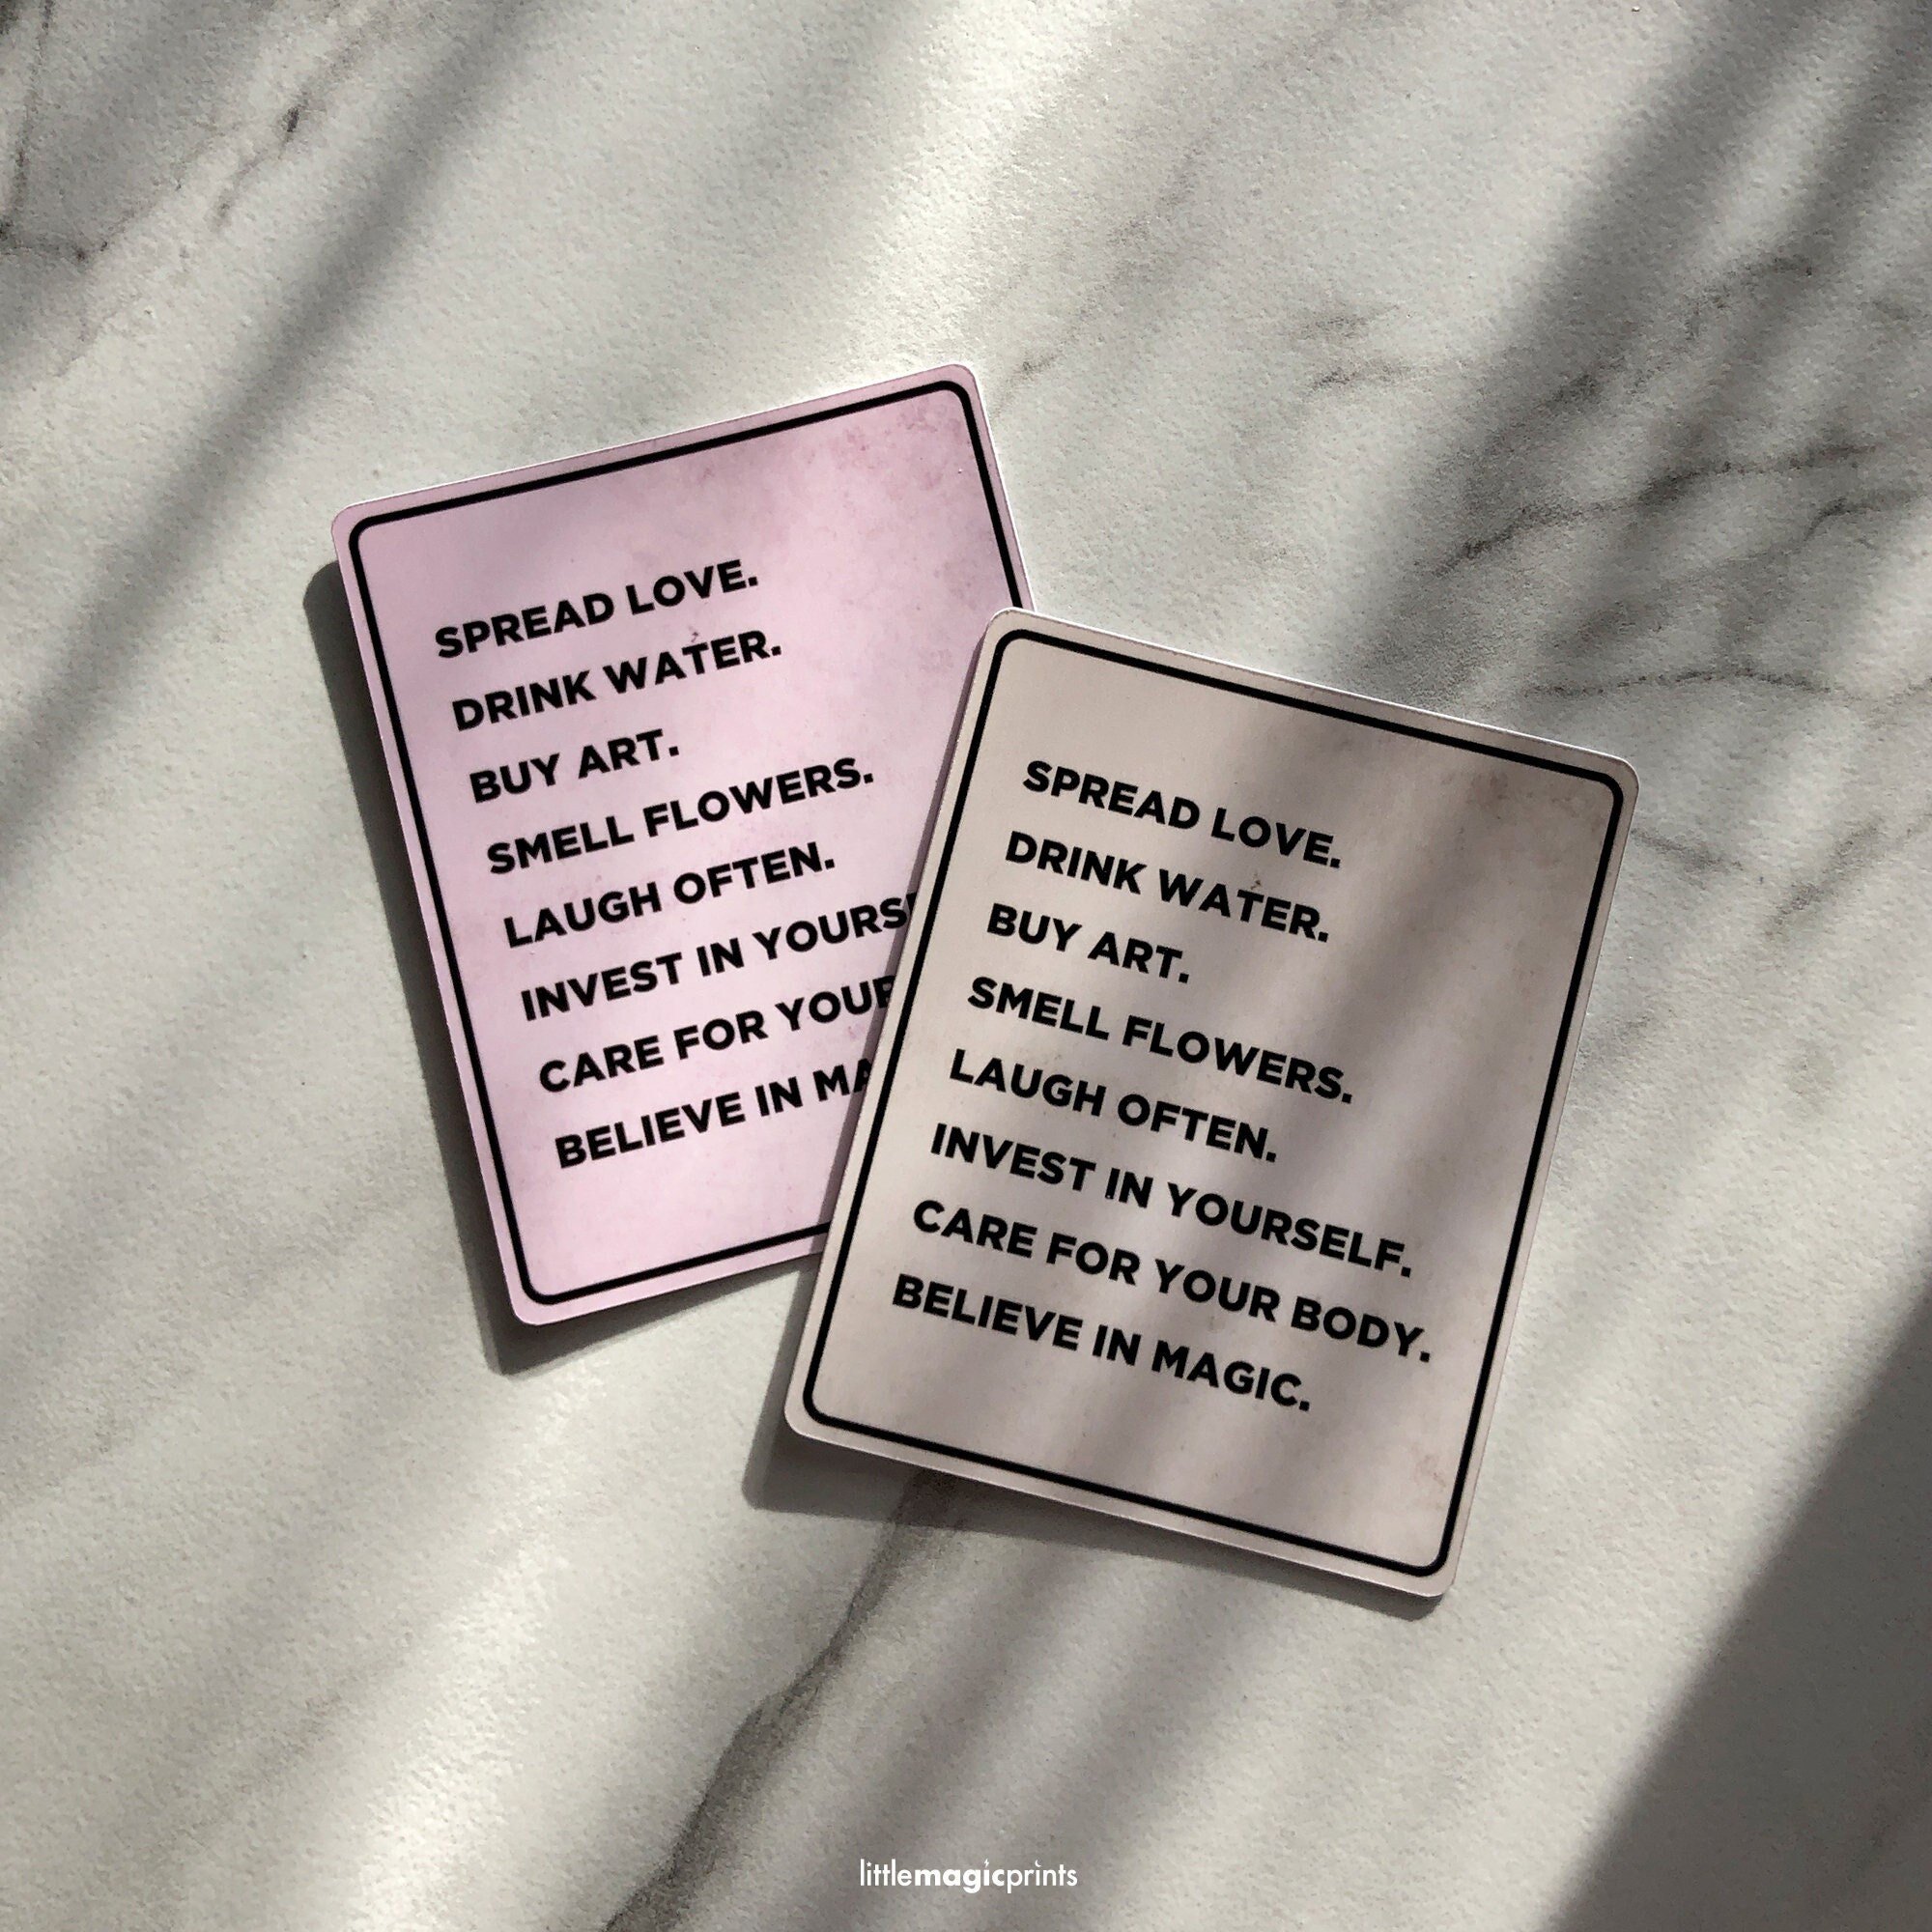 SPREAD LOVE.
DRINK WATER.
BUY ART.
SMELL FLOWERS.
LAUGH OFTEN.
INVEST IN YOURS
CARE FOR YOUR
BELIEVE IN MA
SPREAD LOVE.
DRINK WATER.
BUY ART.
SMELL FLOWERS.
LAUGH OFTEN.
INVEST IN YOURSELF.
CARE FOR YOUR BODY.
BELIEVE IN MAGIC.
littlemagicprints